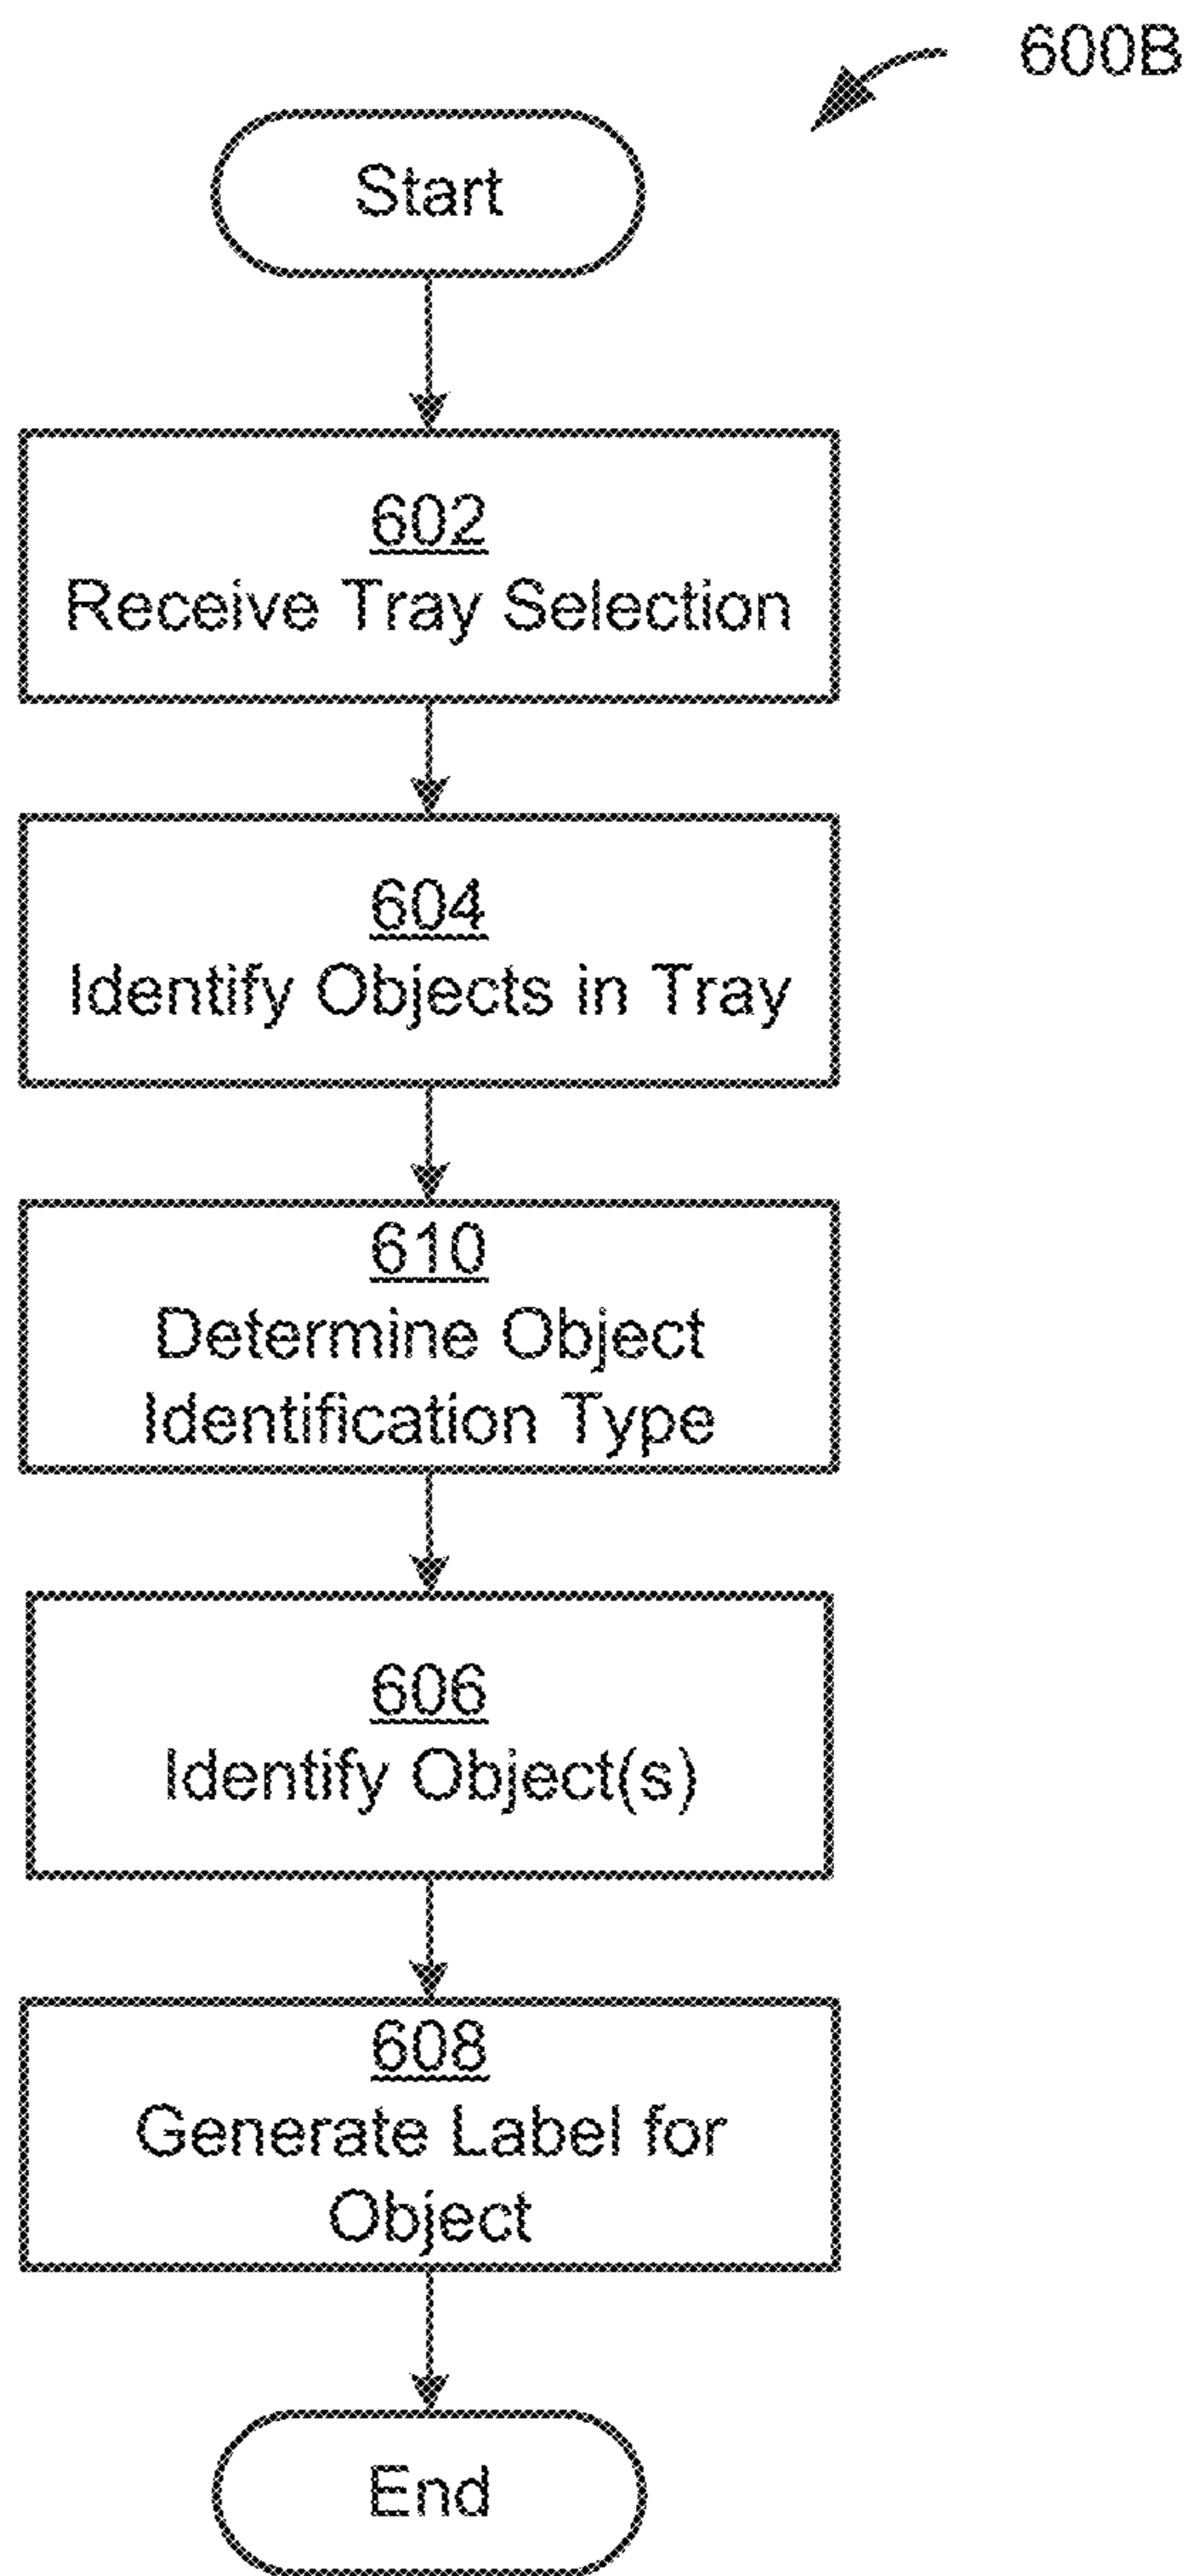 600B
Start
602
Receive Tray Selection
604
Identify Objects in Tray
610
Determine Object
Identification Type
606
Identify Object(s)
608
Generate Label for
Object
End